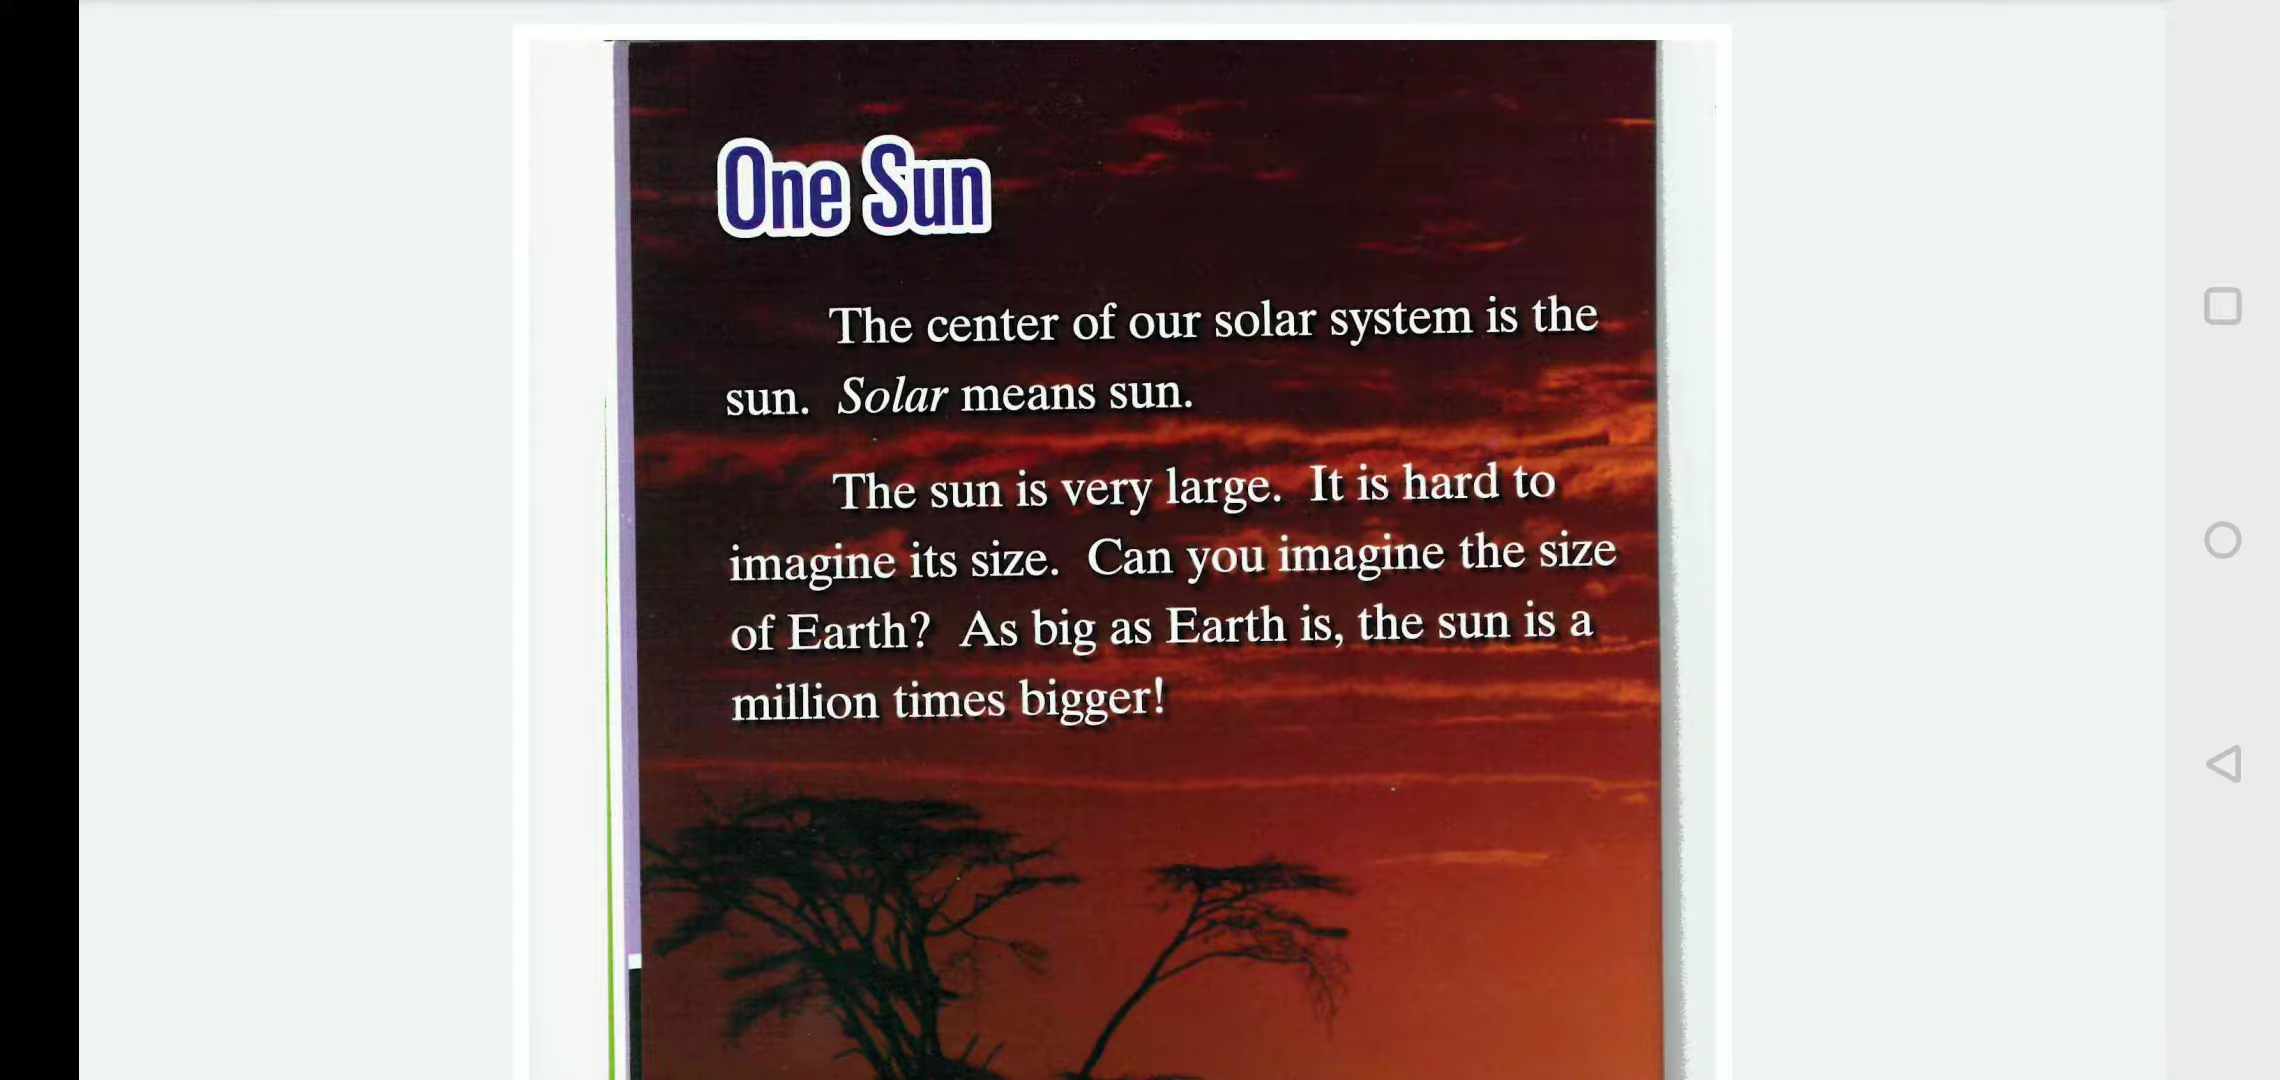 One Sun
The center of our solar system is the
sun. Solar means sun.
The sun is very large. It is hard to
imagine its size. Can you imagine the size
of Earth? As big as Earth is, the sun is a
million times bigger!